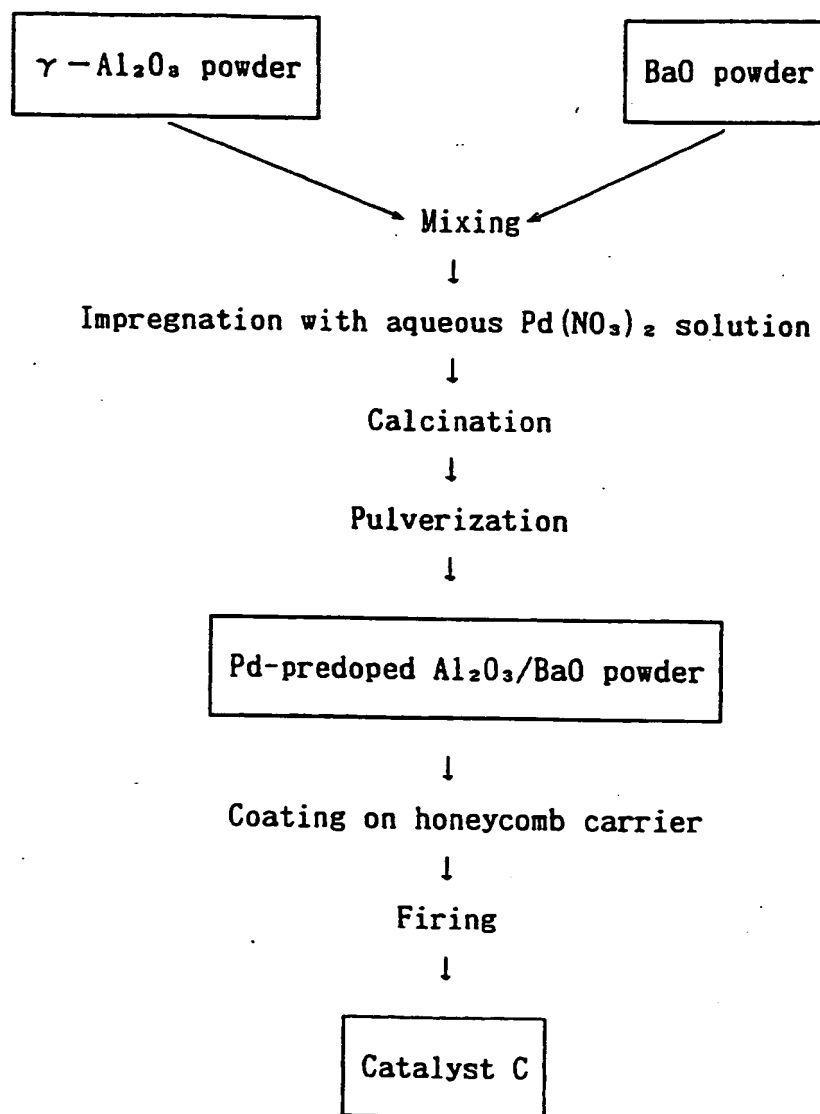 γ-Al₂O₃ powder
BaO powder
Mixing
↓
Impregnation with aqueous Pd(NO₃)₂ solution
↓
Calcination
↓
Pulverization
↓
Pd-predoped Al₂O₃/BaO powder
↓
Coating on honeycomb carrier
↓
Firing
↓
Catalyst C